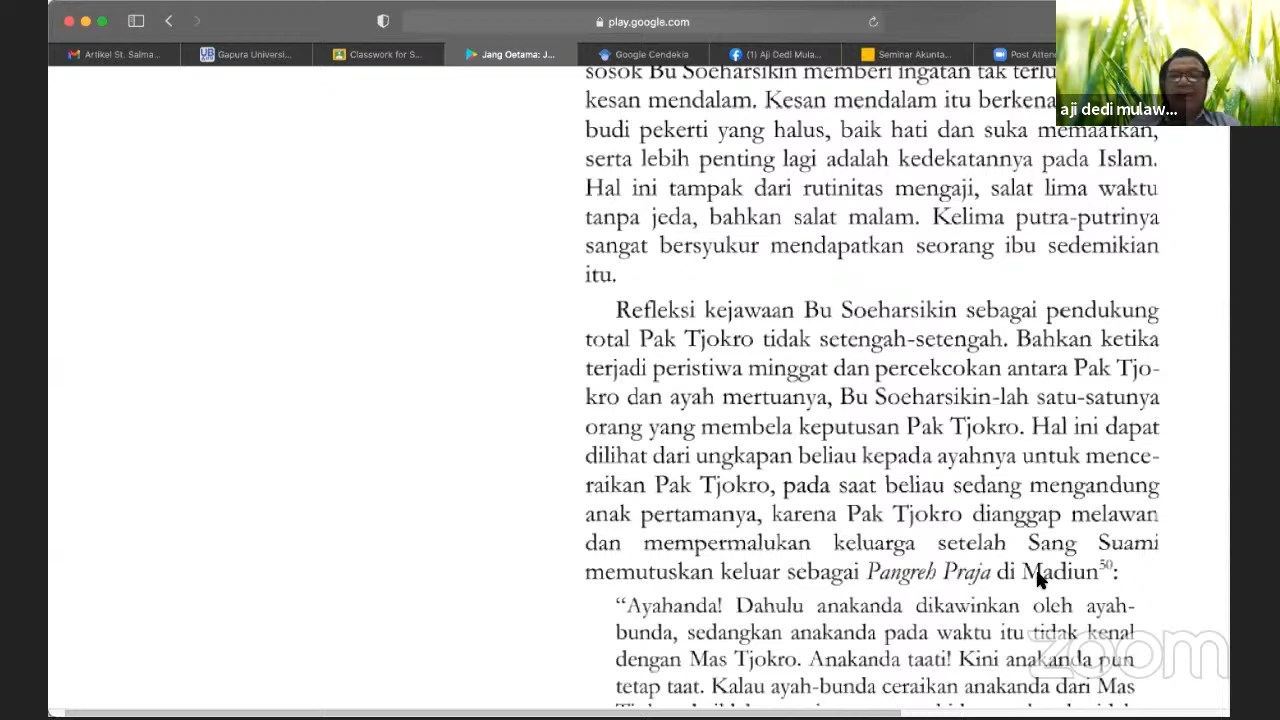 play.google.com
Artikel St. Salma...
Gapura Universi...
Classwork for S...
Jang Oetama: J...
Google Cendekia
(1) Aji Dedi Mula...
Seminar Akunta...
Post Atten
aji dedi mulaw...
sosok Bu Soeharsikin memberi ingatan tak
kesan mendalam. Kesan mendalam itu
budi pekerti yang halus, baik hati dan suka memaafkan,
serta lebih penting lagi adalah kedekatannya pada Islam.
Hal ini tampak dari rutinitas mengaji, salat lima waktu
tanpa jeda, bahkan salat malam. Kelima putra-putrinya
sangat bersyukur mendapatkan seorang ibu sedemikian
itu.
Refleksi kejawaan Bu Soeharsikin sebagai pendukung
total Pak Tjokro tidak setengah-setengah. Bahkan ketika
terjadi peristiwa minggat dan percekcokan antara Pak Tjo-
kro dan ayah mertuanya, Bu Soeharsikin-lah satu-satunya
orang yang membela keputusan Pak Tjokro. Hal ini dapat
dilihat dari ungkapan beliau kepada ayahnya untuk mence-
raikan Pak Tjokro, pada saat beliau sedang mengandung
anak pertamanya, karena Pak Tjokro dianggap melawan
dan mempermalukan keluarga setelah Sang Suami
memutuskan keluar sebagai Pangreh Praja di Madiun50:
“Ayahanda! Dahulu anakanda dikawinkan oleh ayah-
bunda, sedangkan anakanda pada waktu itu tidak kenal
dengan Mas Tjokro. Anakanda taati! Kini anakanda pun
tetap taat. Kalau ayah-bunda ceraikan anakanda dari Mas
zoom